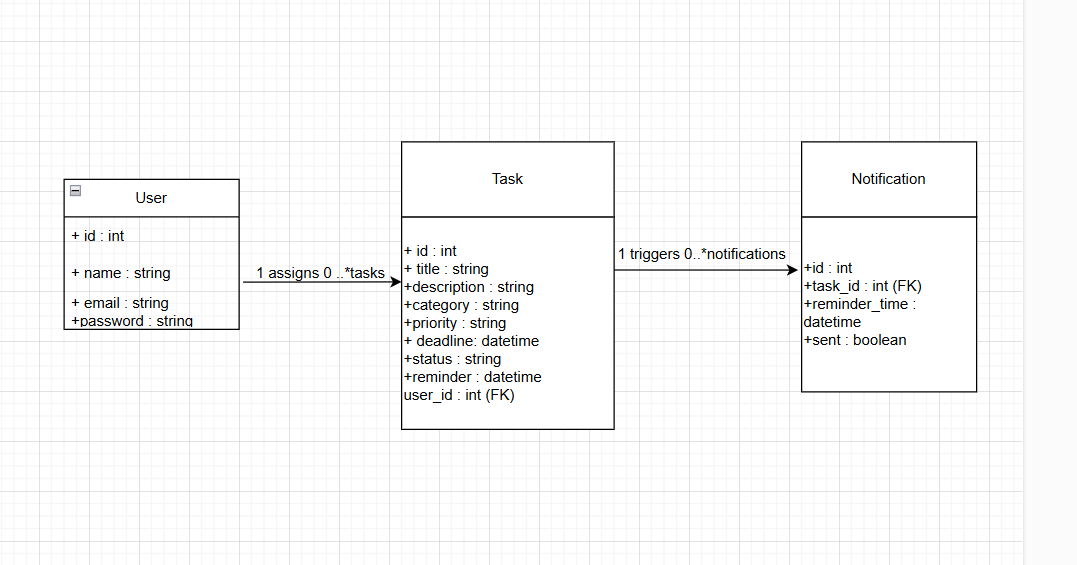 User
+ id : int
+ name : string
+ email : string
+password : string
1 assigns 0 ..*tasks
Task
+ id : int
+ title : string
+description : string
+category : string
+priority : string
+ deadline: datetime
+status : string
+reminder : datetime
user_id : int (FK)
1 triggers 0..*notifications
Notification
+id : int
+task_id : int (FK)
+reminder_time :
datetime
+sent : boolean